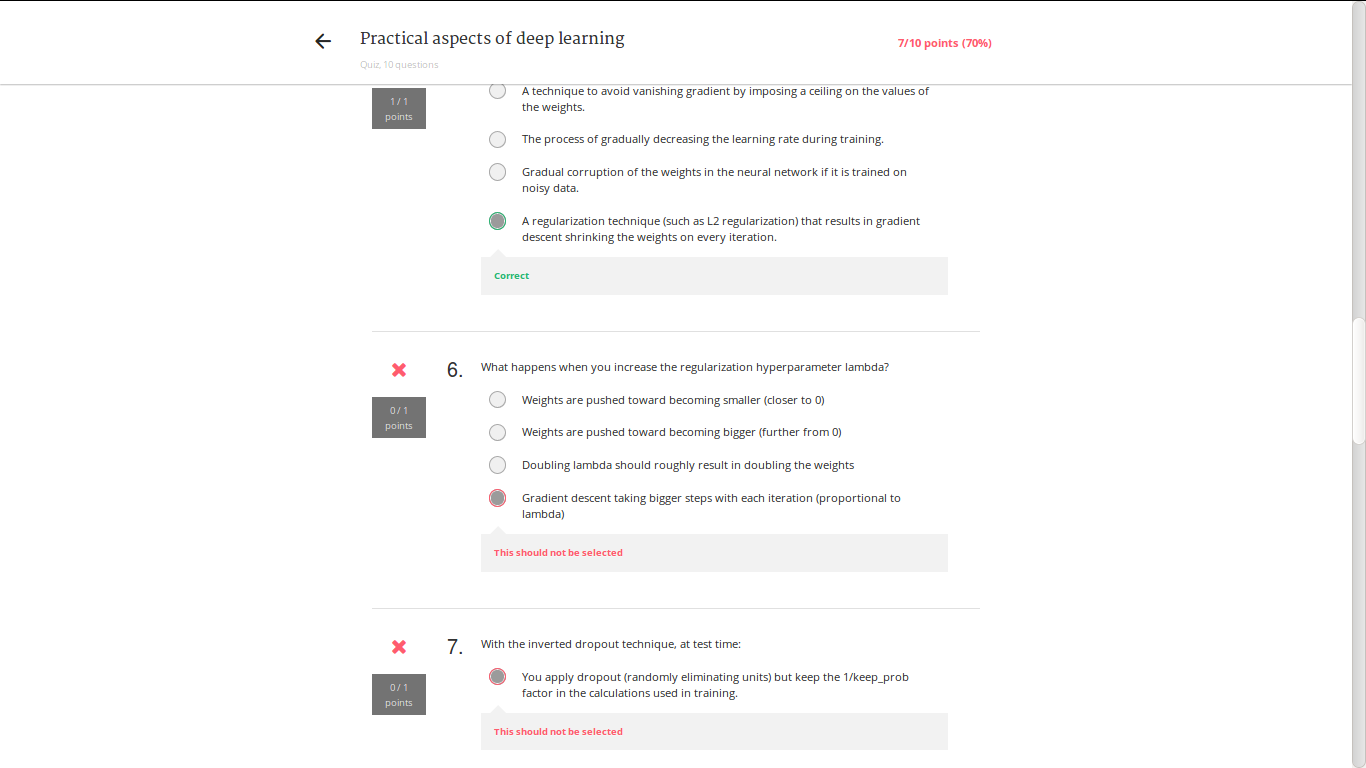 Practical aspects of deep learning
7/10 points (70%)
Quiz, 10 questions
1 / 1
points
A technique to avoid vanishing gradient by imposing a ceiling on the values of
the weights.
The process of gradually decreasing the learning rate during training.
Gradual corruption of the weights in the neural network if it is trained on
noisy data.
A regularization technique (such as L2 regularization) that results in gradient
descent shrinking the weights on every iteration.
Correct
0 / 1
points
6.
What happens when you increase the regularization hyperparameter lambda?
Weights are pushed toward becoming smaller (closer to 0)
Weights are pushed toward becoming bigger (further from 0)
Doubling lambda should roughly result in doubling the weights
Gradient descent taking bigger steps with each iteration (proportional to
lambda)
This should not be selected
0 / 1
points
7.
With the inverted dropout technique, at test time:
You apply dropout (randomly eliminating units) but keep the 1/keep_prob
factor in the calculations used in training.
This should not be selected